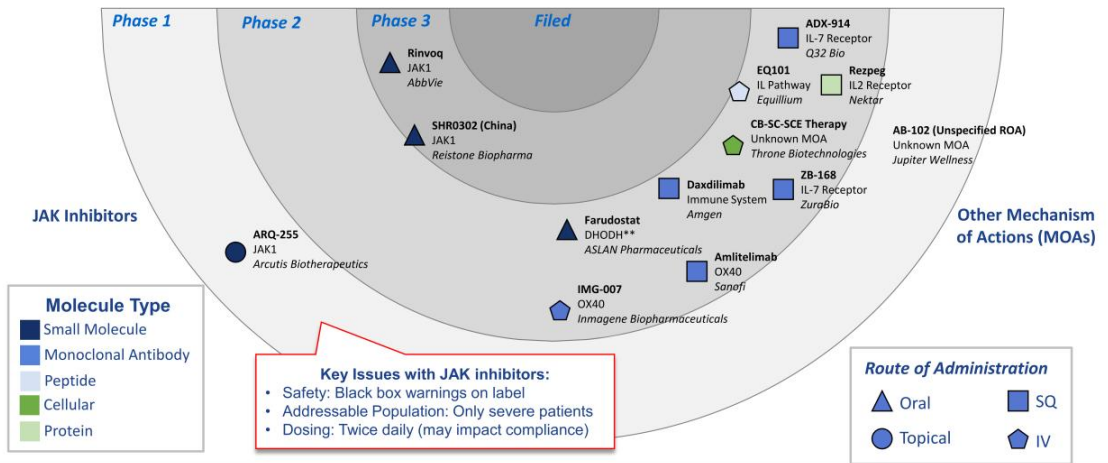 Phase 1
Phase 2
Phase 3
Filed
Rinvoq
JAK1
AbbVie
SHR0302 (China)
JAK1
Reistone Biopharma
ADX-914
IL-7 Receptor
Q32 Bio
EQ101
IL Pathway
Equillium
Rezpeg
IL2 Receptor
Nektar
CB-SC-SCE Therapy
Unknown MOA
Throne Biotechnologies
AB-102 (Unspecified ROA)
Unknown MOA
Jupiter Wellness
Daxdilimab
Immune System
Amgen
ZB-168
IL-7 Receptor
ZuraBio
JAK Inhibitors
Other Mechanism
of Actions (MOAs)
ARQ-255
JAK1
Arcutis Biotherapeutics
Farudostat
DHODH**
ASLAN Pharmaceuticals
Amlitelimab
OX40
Sanofi
IMG-007
OX40
Inmagene Biopharmaceuticals
Molecule Type
Small Molecule
Monoclonal Antibody
Peptide
Cellular
Protein
Key Issues with JAK inhibitors:
• Safety: Black box warnings on label
• Addressable Population: Only severe patients
• Dosing: Twice daily (may impact compliance)
Route of Administration
Oral
SQ
Topical
IV